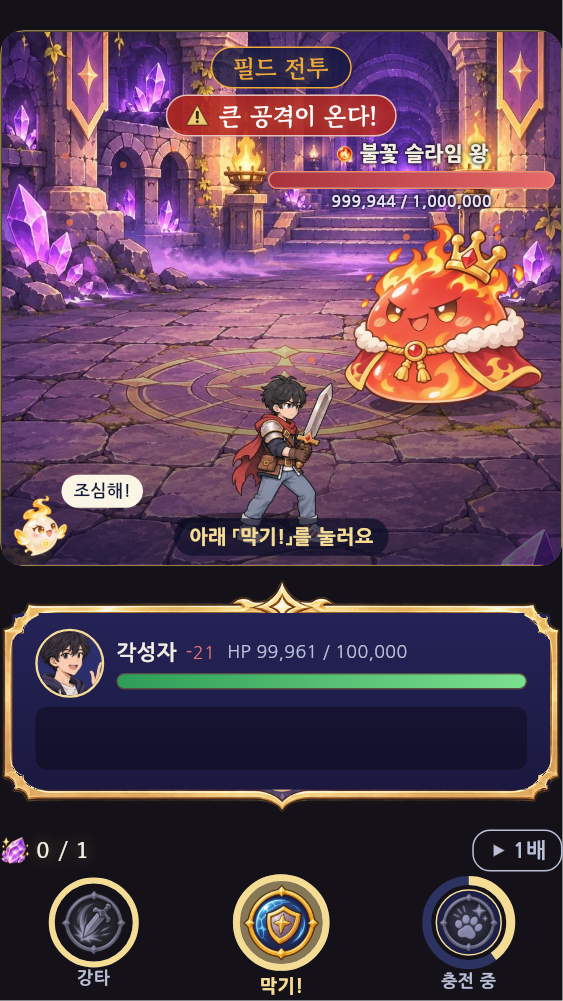 필드 전투
⚠ 큰 공격이 온다!
불꽃 슬라임 왕
999,944 / 1,000,000
조심해!
아래 「막기!」를 눌러요
각성자 -21 HP 99,961 / 100,000
0 / 1
▶ 1배
강타
막기!
충전 중